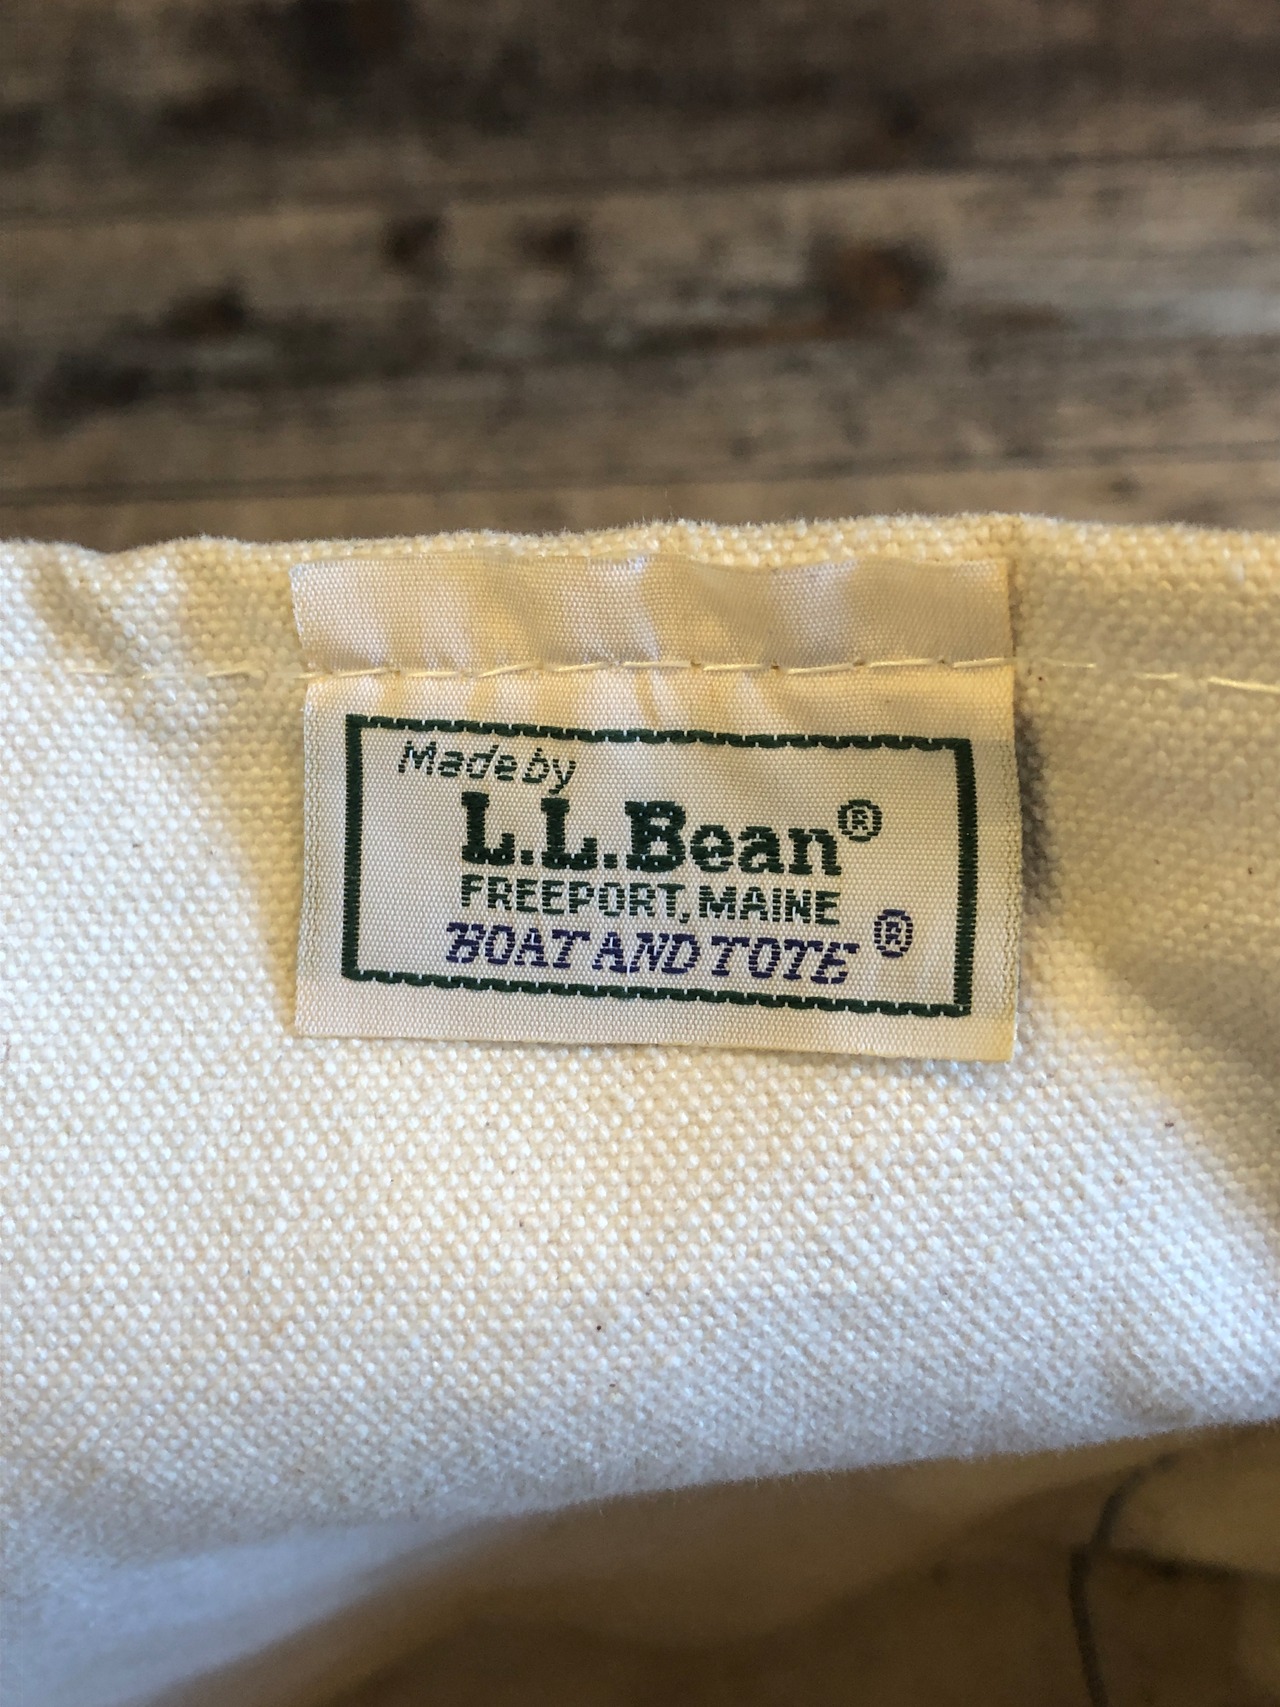 Made by
L.L.Bean®
FREEPORT, MAINE
BOAT AND TOTE®